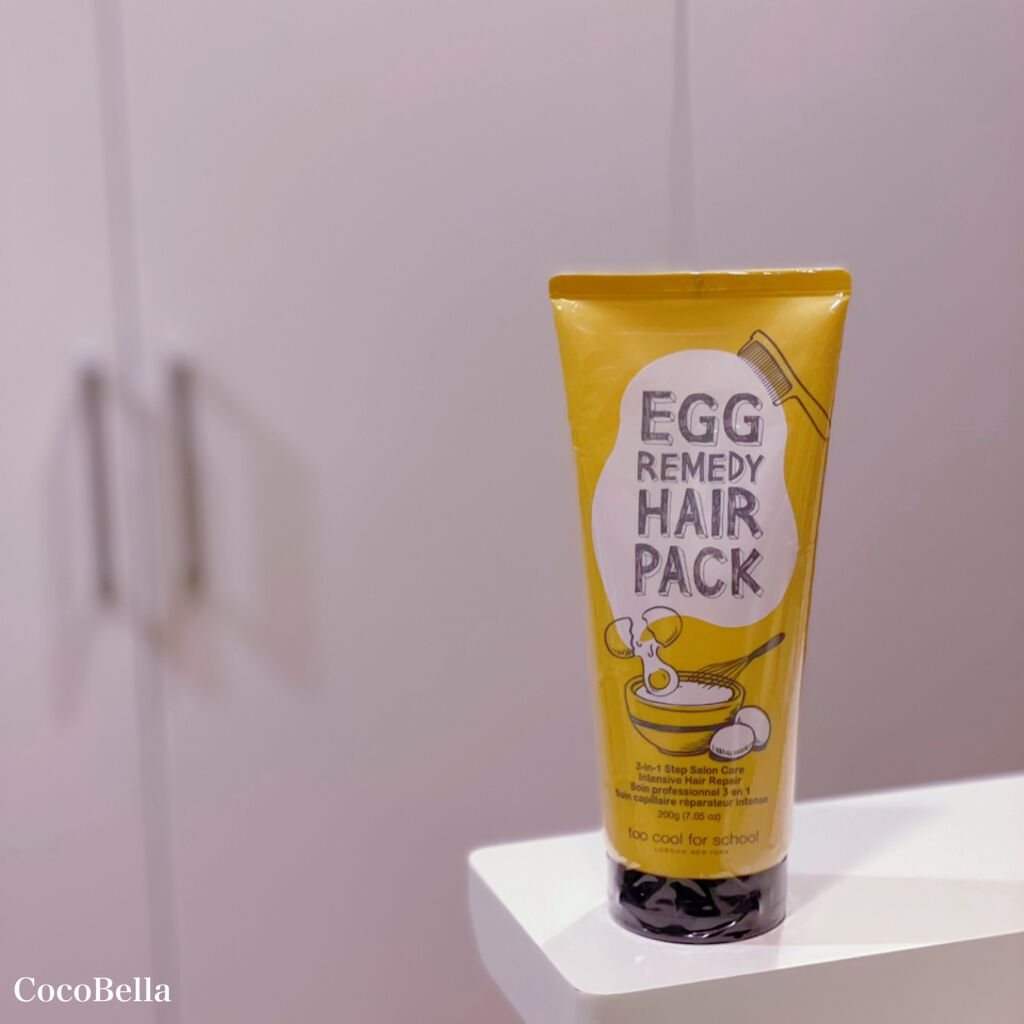 EGG
REMEDY
HAIR
PACK
3-in-1 Step Salon Care
Intensive Hair Repair
Soin professionnel 3 en 1
Soin capillaire réparateur intense
200g (7.05 oz)
too cool for school
LONDON NEW YORK
CocoBella